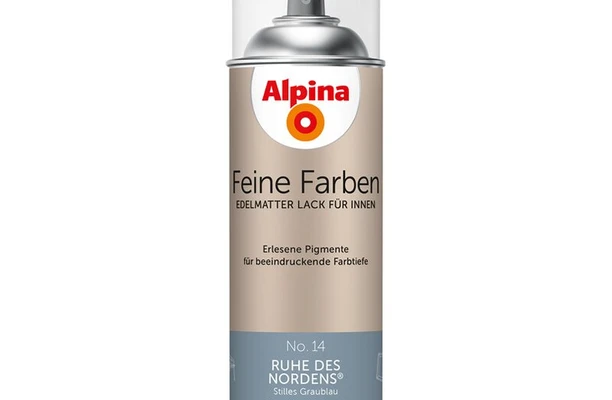 Alpina
Feine Farben
EDELMATTER LACK FÜR INNEN
Erlesene Pigmente
für beeindruckende Farbtiefe
No. 14
RUHE DES
NORDENS®
Stilles Graublau